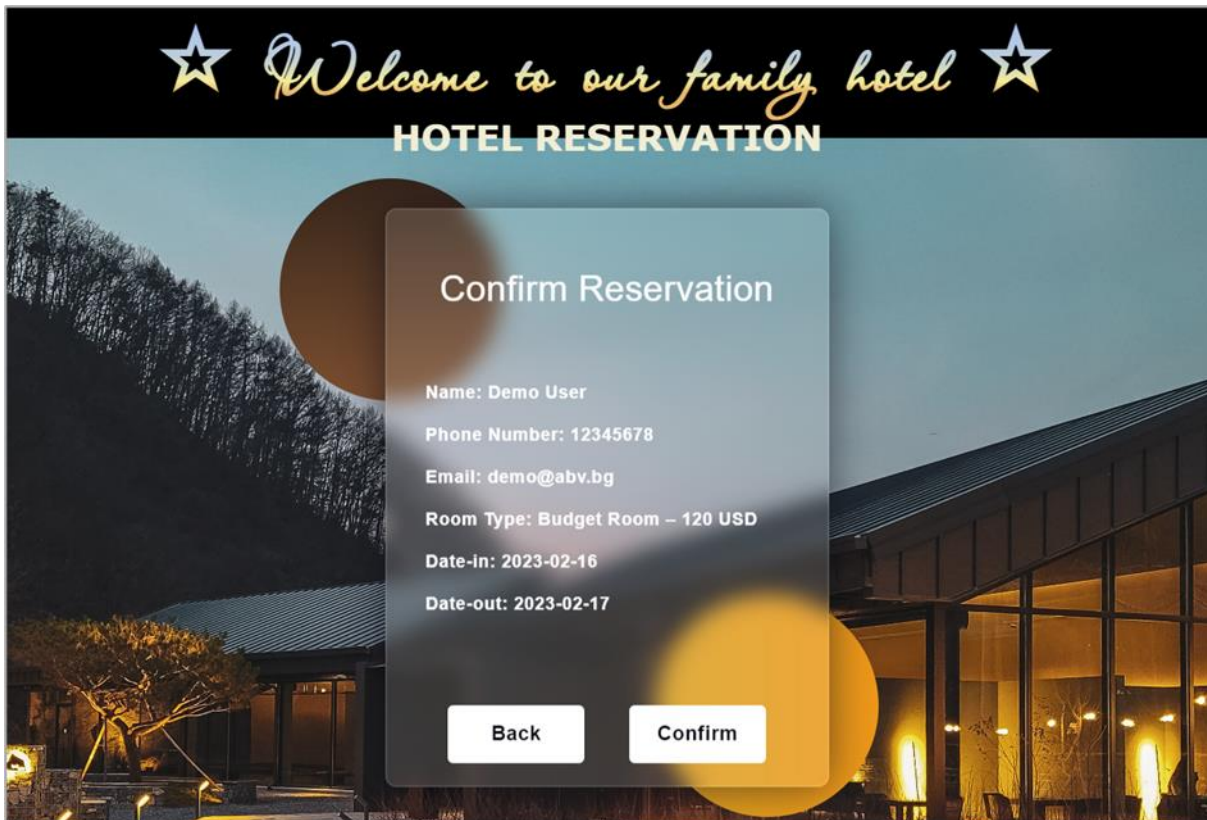 Welcome to our family hotel
HOTEL RESERVATION
Confirm Reservation
Name: Demo User
Phone Number: 12345678
Email: demo@abv.bg
Room Type: Budget Room – 120 USD
Date-in: 2023-02-16
Date-out: 2023-02-17
Back
Confirm